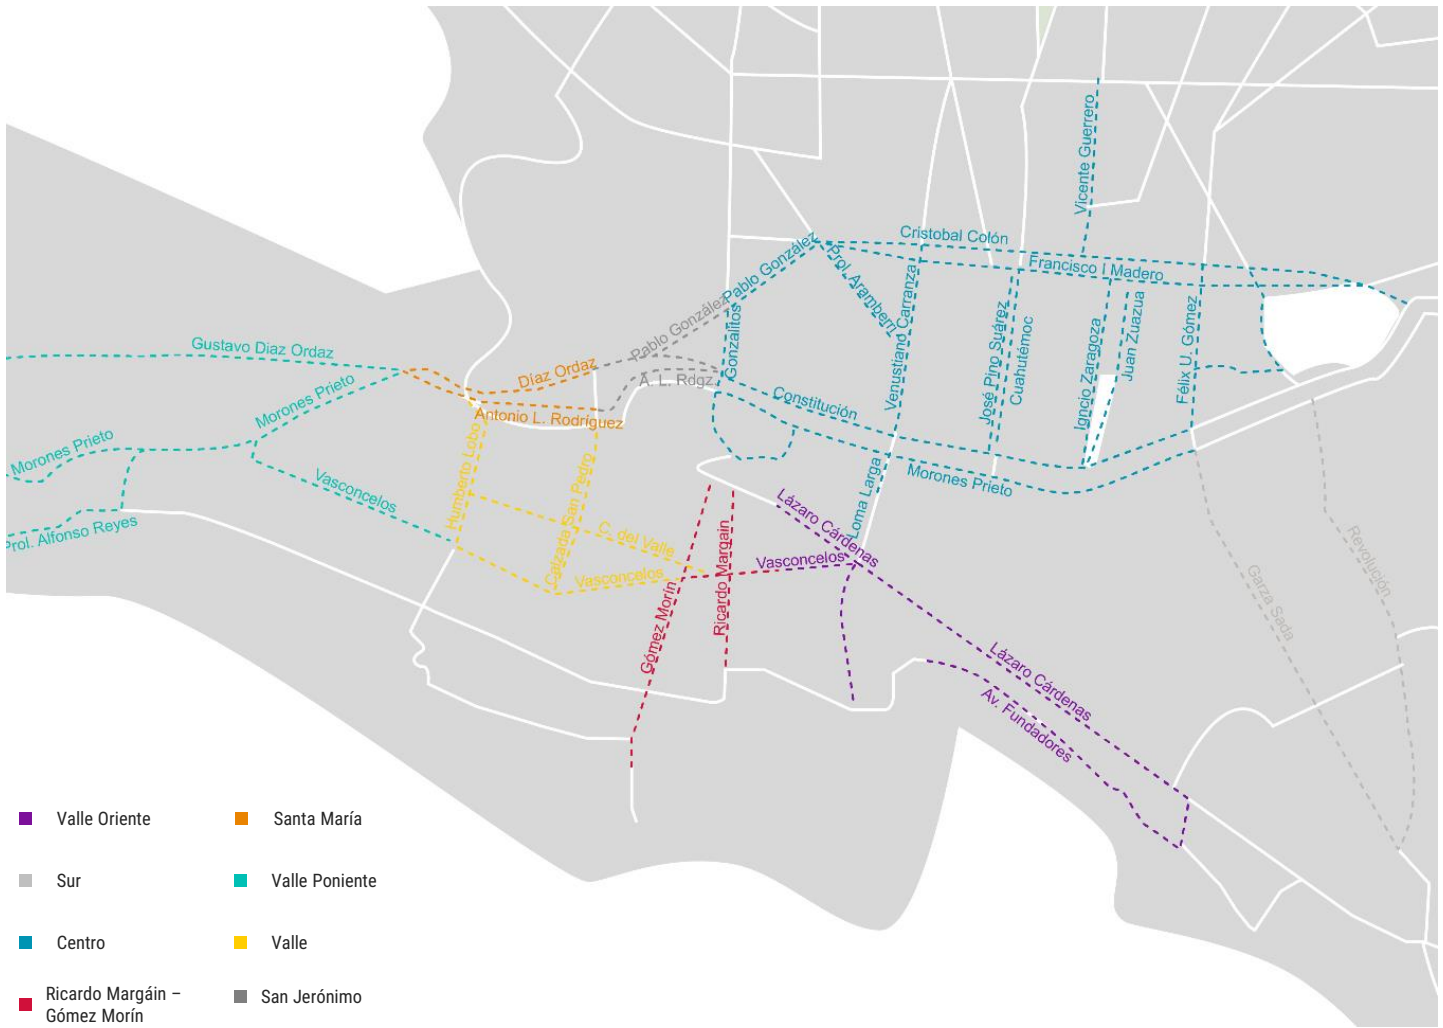 Vicente Guerrero
Cristobal Colón
Francisco I Madero
Pablo González
Prol. Aramberri
Venustiano Carranza
Pablo González
Gonzalitos
José Pino Suárez
Cuahutémoc
Igncio Zaragoza
Juan Zuazua
Félix U. Gómez
Gustavo Diaz Ordaz
Díaz Ordaz
A. L. Rdgz.
Morones Prieto
Antonio L. Rodríguez
Constitución
Morones Prieto
Vasconcelos
Humberto Lobo
Calzada San Pedro
Loma Larga
Morones Prieto
Prol. Alfonso Reyes
C. del Valle
Lázaro Cárdenas
Vasconcelos
Vasconcelos
Ricardo Margain
Gómez Morín
Garza Sada
Revolución
Lázaro Cárdenas
Av. Fundadores
Valle Oriente
Santa María
Sur
Valle Poniente
Centro
Valle
Ricardo Margáin –
Gómez Morín
San Jerónimo